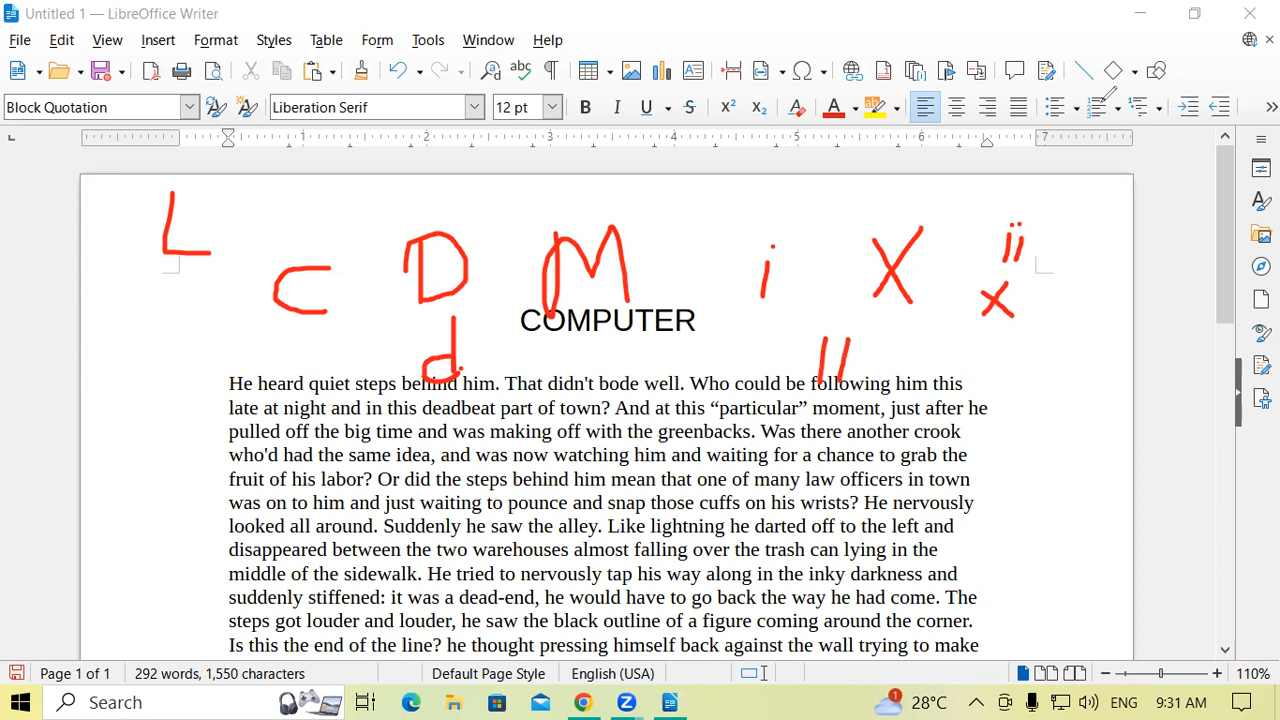 Untitled 1 — LibreOffice Writer
File Edit View Insert Format Styles Table Form Tools Window Help
Block Quotation Liberation Serif 12 pt B I U S X² X₂ A A
1 2 3 4 5 6 7
L
C D M i X ii
x
COMPUTER
d ll
He heard quiet steps behind him. That didn't bode well. Who could be following him this
late at night and in this deadbeat part of town? And at this “particular” moment, just after he
pulled off the big time and was making off with the greenbacks. Was there another crook
who'd had the same idea, and was now watching him and waiting for a chance to grab the
fruit of his labor? Or did the steps behind him mean that one of many law officers in town
was on to him and just waiting to pounce and snap those cuffs on his wrists? He nervously
looked all around. Suddenly he saw the alley. Like lightning he darted off to the left and
disappeared between the two warehouses almost falling over the trash can lying in the
middle of the sidewalk. He tried to nervously tap his way along in the inky darkness and
suddenly stiffened: it was a dead-end, he would have to go back the way he had come. The
steps got louder and louder, he saw the black outline of a figure coming around the corner.
Is this the end of the line? he thought pressing himself back against the wall trying to make
Page 1 of 1 292 words, 1,550 characters Default Page Style English (USA) 110%
Search 1 28°C ENG 9:31 AM